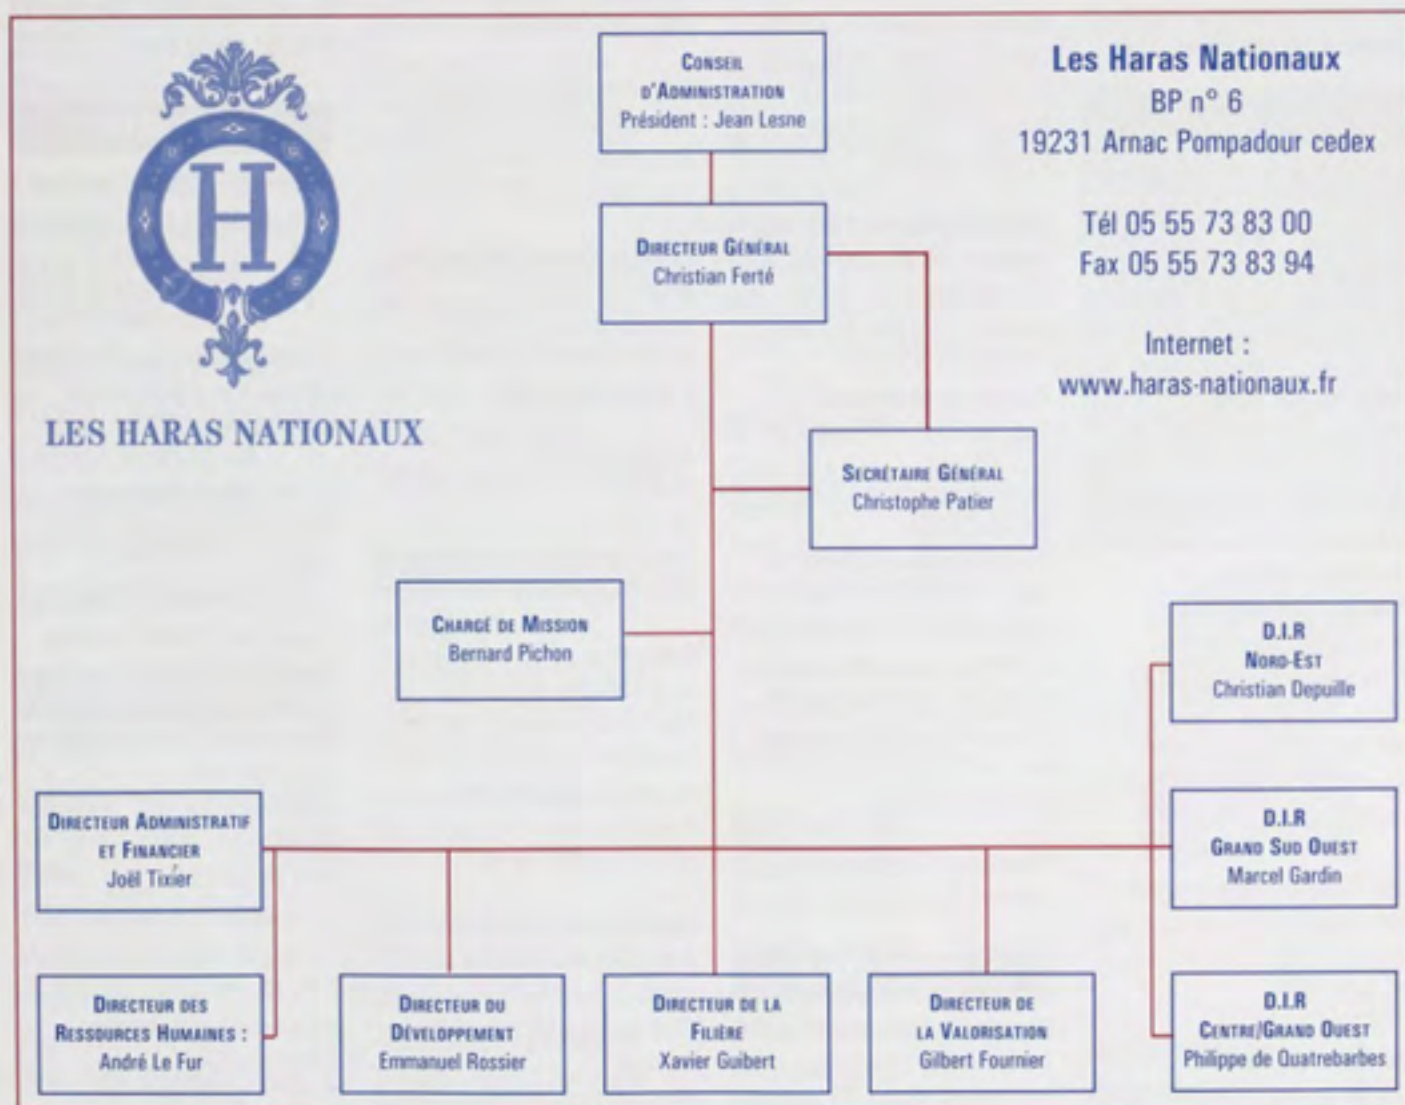 H
LES HARAS NATIONAUX
CONSEIL
D'ADMINISTRATION
Président : Jean Lesne
Les Haras Nationaux
BP n° 6
19231 Arnac Pompadour cedex
Tél 05 55 73 83 00
Fax 05 55 73 83 94
Internet :
www.haras-nationaux.fr
DIRECTEUR GÉNÉRAL
Christian Ferté
SECRÉTAIRE GÉNÉRAL
Christophe Patier
CHARGÉ DE MISSION
Bernard Pichon
D.I.R
NORD-EST
Christian Depuille
DIRECTEUR ADMINISTRATIF
ET FINANCIER
Joël Tixier
D.I.R
GRAND SUD OUEST
Marcel Gardin
DIRECTEUR DES
RESSOURCES HUMAINES :
André Le Fur
DIRECTEUR DU
DÉVELOPPEMENT
Emmanuel Rossier
DIRECTEUR DE LA
FILIÈRE
Xavier Guibert
DIRECTEUR DE
LA VALORISATION
Gilbert Fournier
D.I.R
CENTRE/GRAND OUEST
Philippe de Quatrebarbes